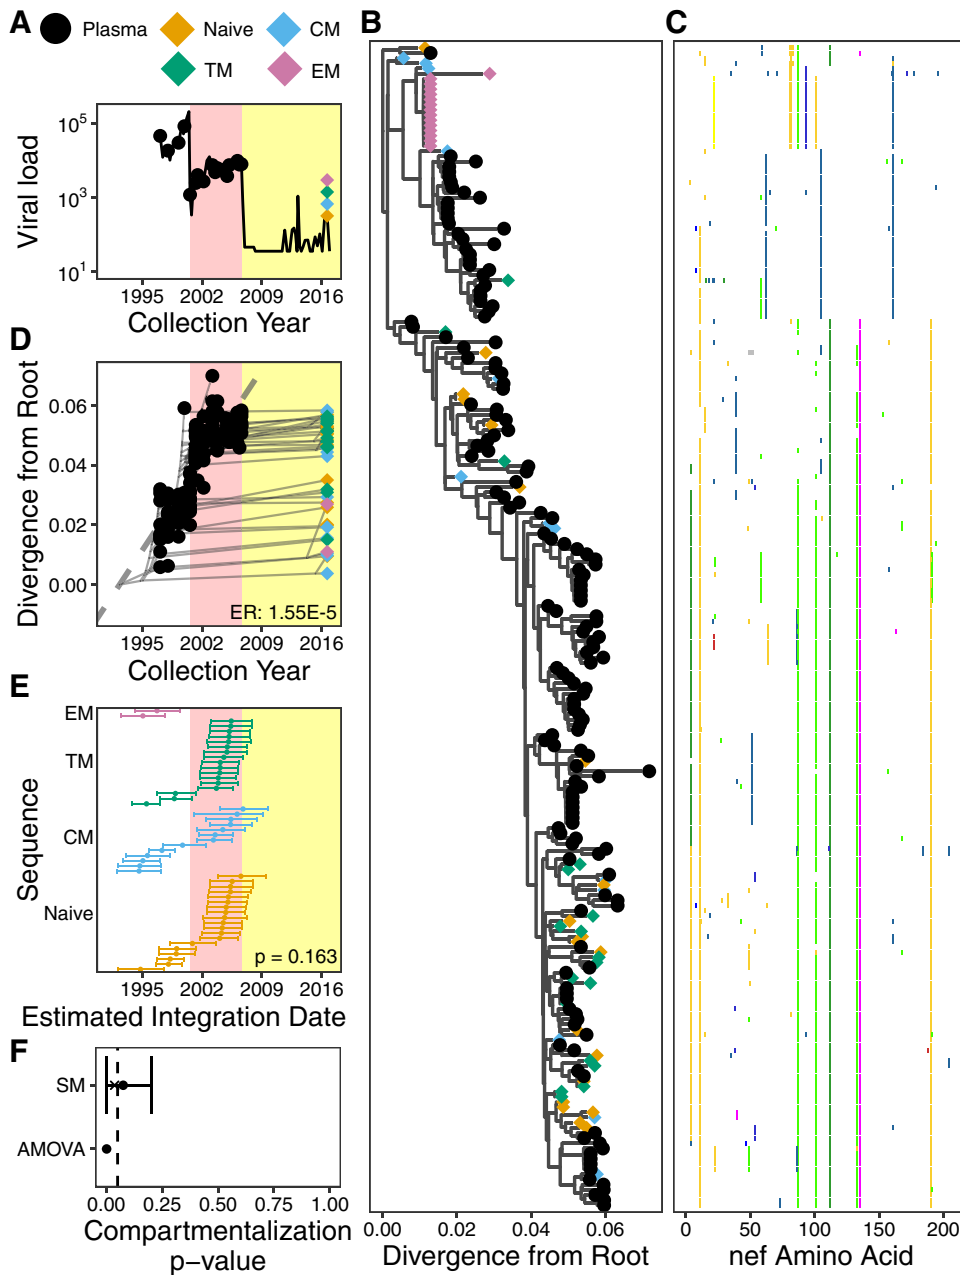 A
Plasma
Naive
CM
TM
EM
Viral load
10^5
10^3
10^1
1995 2002 2009 2016
Collection Year
D
Divergence from Root
0.06
0.04
0.02
0.00
ER: 1.55E-5
1995 2002 2009 2016
Collection Year
E
Sequence
EM
TM
CM
Naive
p = 0.163
1995 2002 2009 2016
Estimated Integration Date
F
SM
AMOVA
0.00 0.25 0.50 0.75 1.00
Compartmentalization
p−value
B
0.00 0.02 0.04 0.06
Divergence from Root
C
0 50 100 150 200
nef Amino Acid